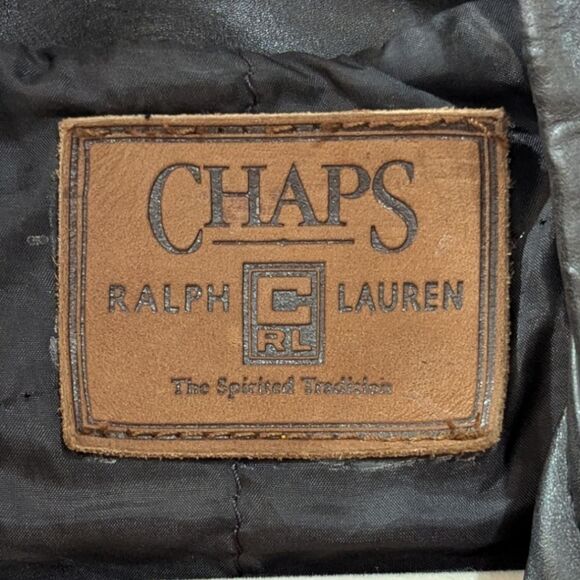 CHAPS
RALPH C LAUREN
RL
The Spirited Tradition